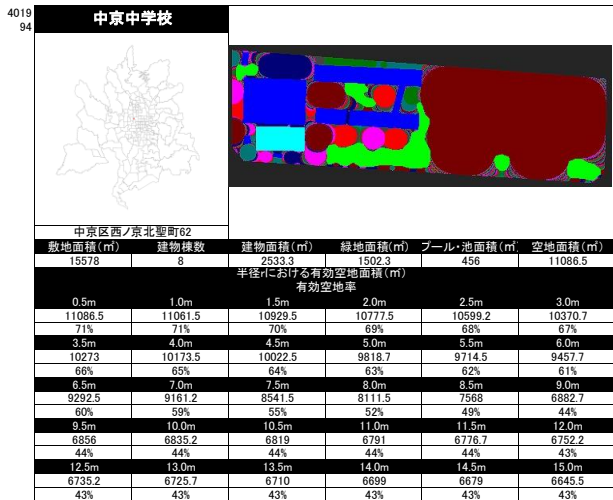 4019
94
中京中学校
中京区西ノ京北聖町62
敷地面積(㎡) 建物棟数 建物面積(㎡) 緑地面積(㎡) プール・池面積(㎡ 空地面積(㎡)
15578 8 2533.3 1502.3 456 11086.5
半径rにおける有効空地面積(㎡)
有効空地率
0.5m 1.0m 1.5m 2.0m 2.5m 3.0m
11086.5 11061.5 10929.5 10777.5 10599.2 10370.7
71% 71% 70% 69% 68% 67%
3.5m 4.0m 4.5m 5.0m 5.5m 6.0m
10273 10173.5 10022.5 9818.7 9714.5 9457.7
66% 65% 64% 63% 62% 61%
6.5m 7.0m 7.5m 8.0m 8.5m 9.0m
9292.5 9161.2 8541.5 8111.5 7568 6882.7
60% 59% 55% 52% 49% 44%
9.5m 10.0m 10.5m 11.0m 11.5m 12.0m
6856 6835.2 6819 6791 6776.7 6752.2
44% 44% 44% 44% 44% 43%
12.5m 13.0m 13.5m 14.0m 14.5m 15.0m
6735.2 6725.7 6710 6699 6679 6645.5
43% 43% 43% 43% 43% 43%